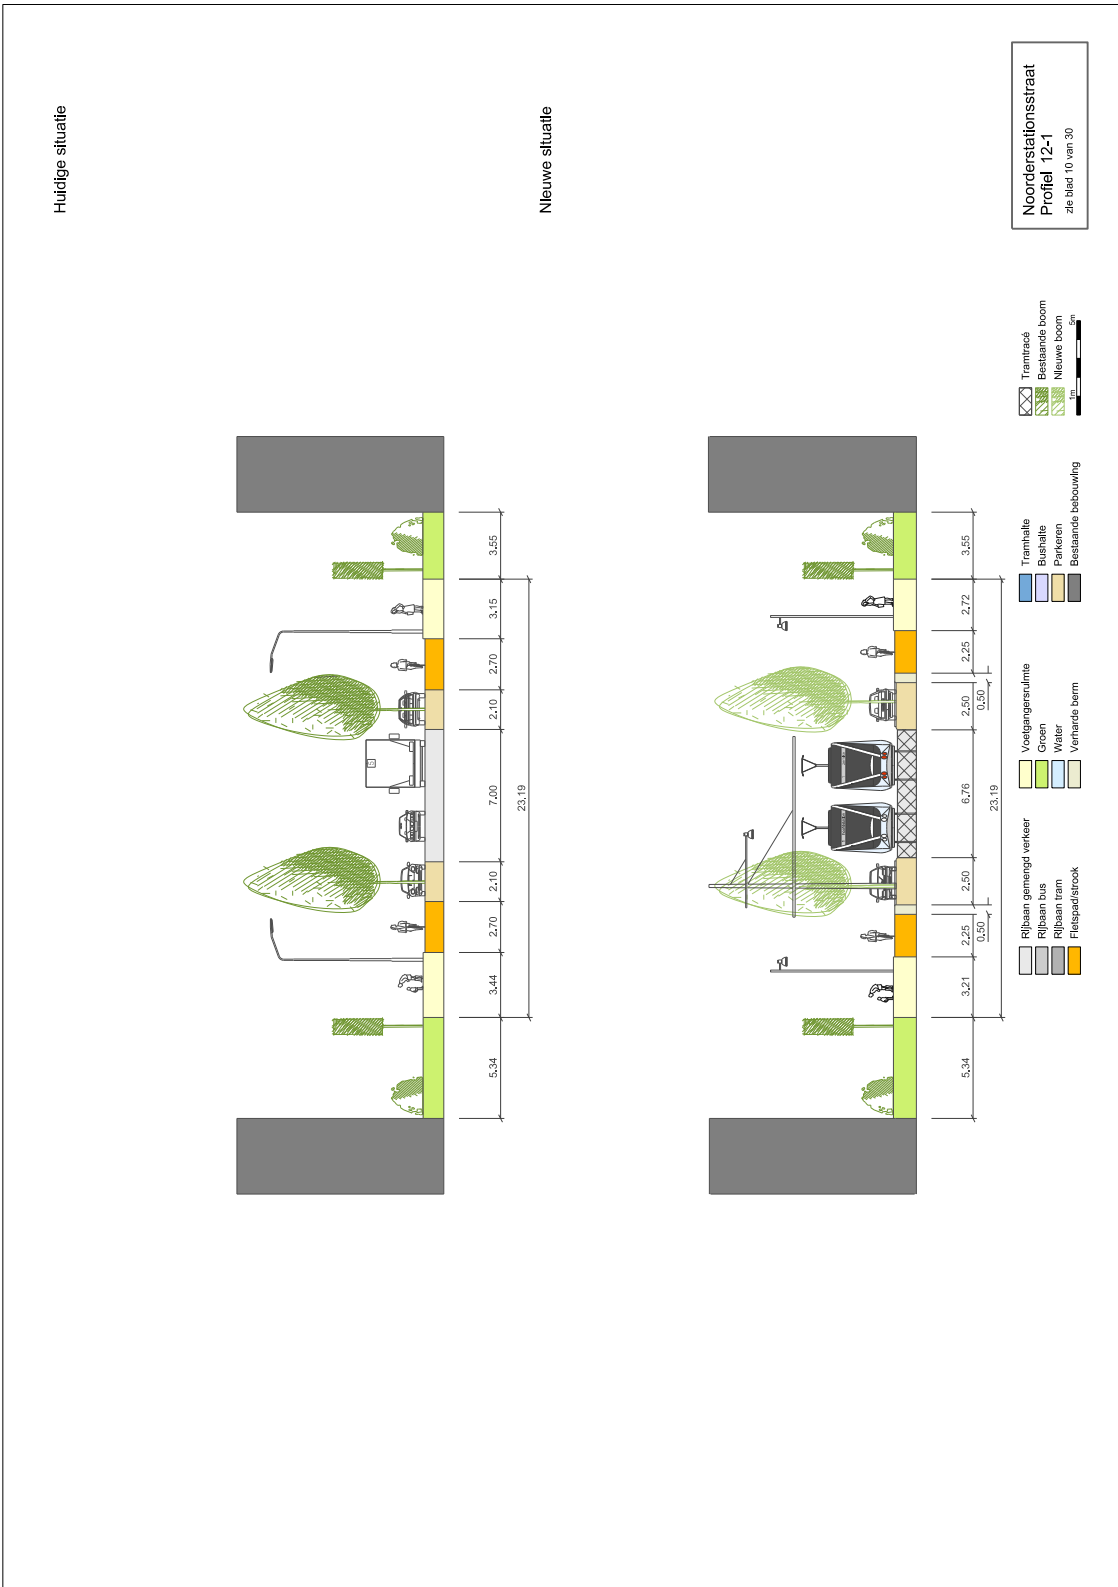 Huidige situatie
5.34
3.44
2.70
2.10
7.00
2.10
2.70
3.15
3.55
23.19
Nieuwe situatie
5.34
3.21
2.25
0.50
2.50
6.76
2.50
0.50
2.25
2.72
3.55
23.19
Rijbaan gemengd verkeer
Rijbaan bus
Rijbaan tram
Fietspad/strook
Voetgangersruimte
Groen
Water
Verharde berm
Tramhalte
Bushalte
Parkeren
Bestaande bebouwing
Tramtracé
Bestaande boom
Nieuwe boom
1m 5m
Noorderstationsstraat
Profiel 12-1
zie blad 10 van 30